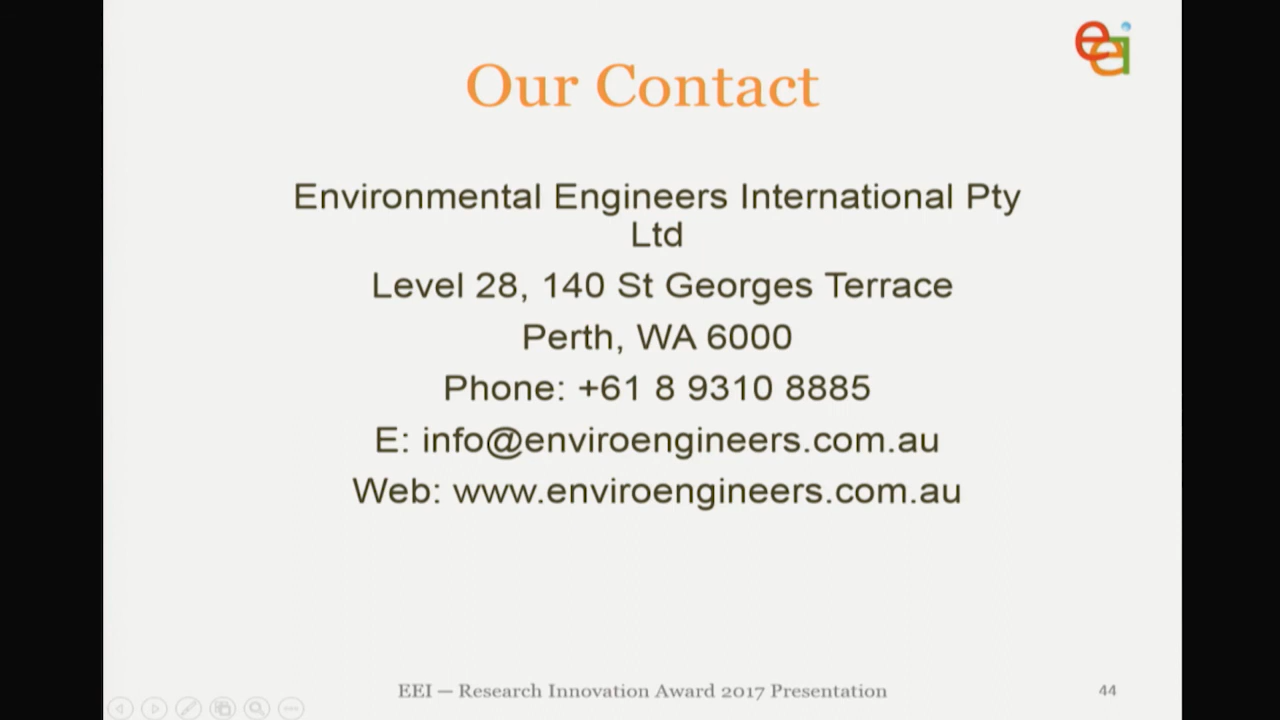 eei
Our Contact
Environmental Engineers International Pty
Ltd
Level 28, 140 St Georges Terrace
Perth, WA 6000
Phone: +61 8 9310 8885
E: info@enviroengineers.com.au
Web: www.enviroengineers.com.au
EEI — Research Innovation Award 2017 Presentation
44